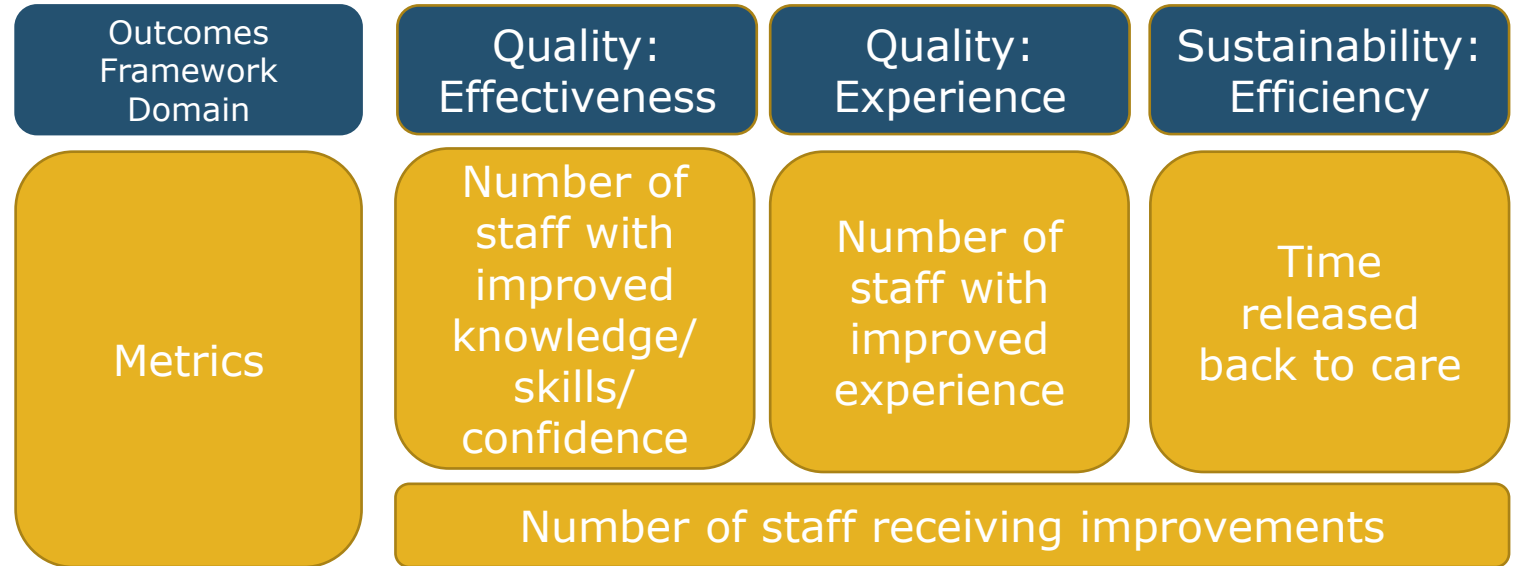 Outcomes
Framework
Domain
Quality:
Effectiveness
Quality:
Experience
Sustainability:
Efficiency
Metrics
Number of
staff with
improved
knowledge/
skills/
confidence
Number of
staff with
improved
experience
Time
released
back to care
Number of staff receiving improvements